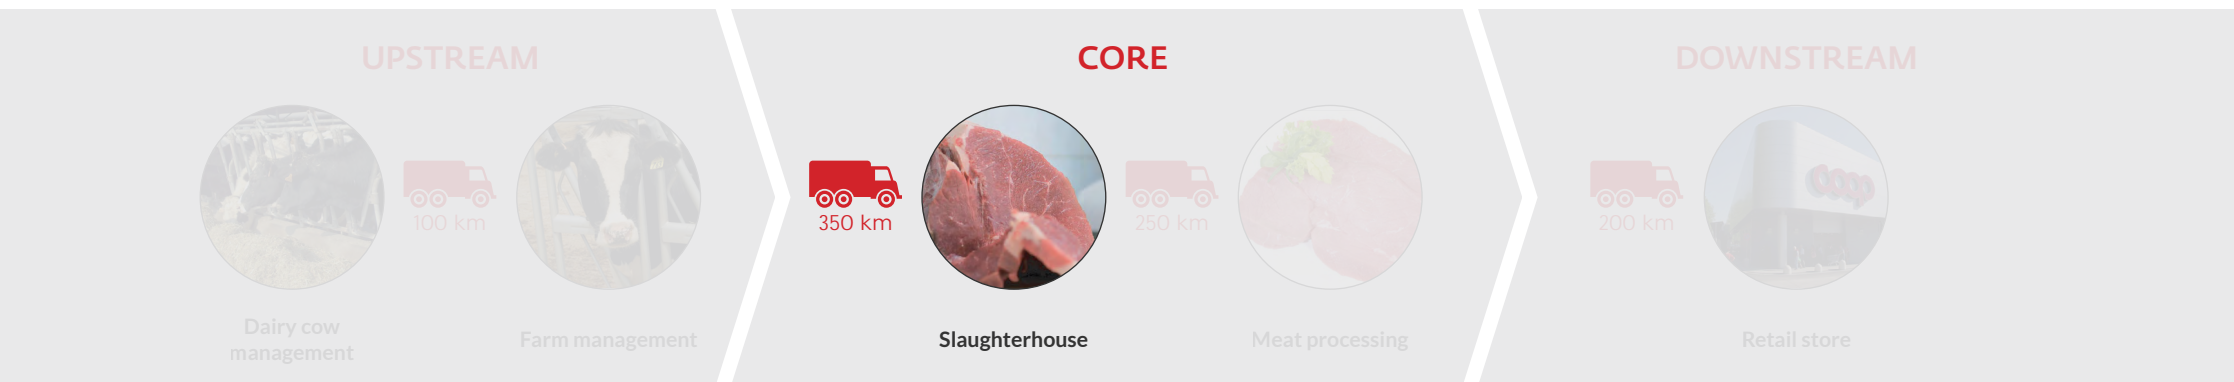 UPSTREAM
CORE
DOWNSTREAM
100 km
350 km
250 km
200 km
coop
Dairy cow
management
Farm management
Slaughterhouse
Meat processing
Retail store